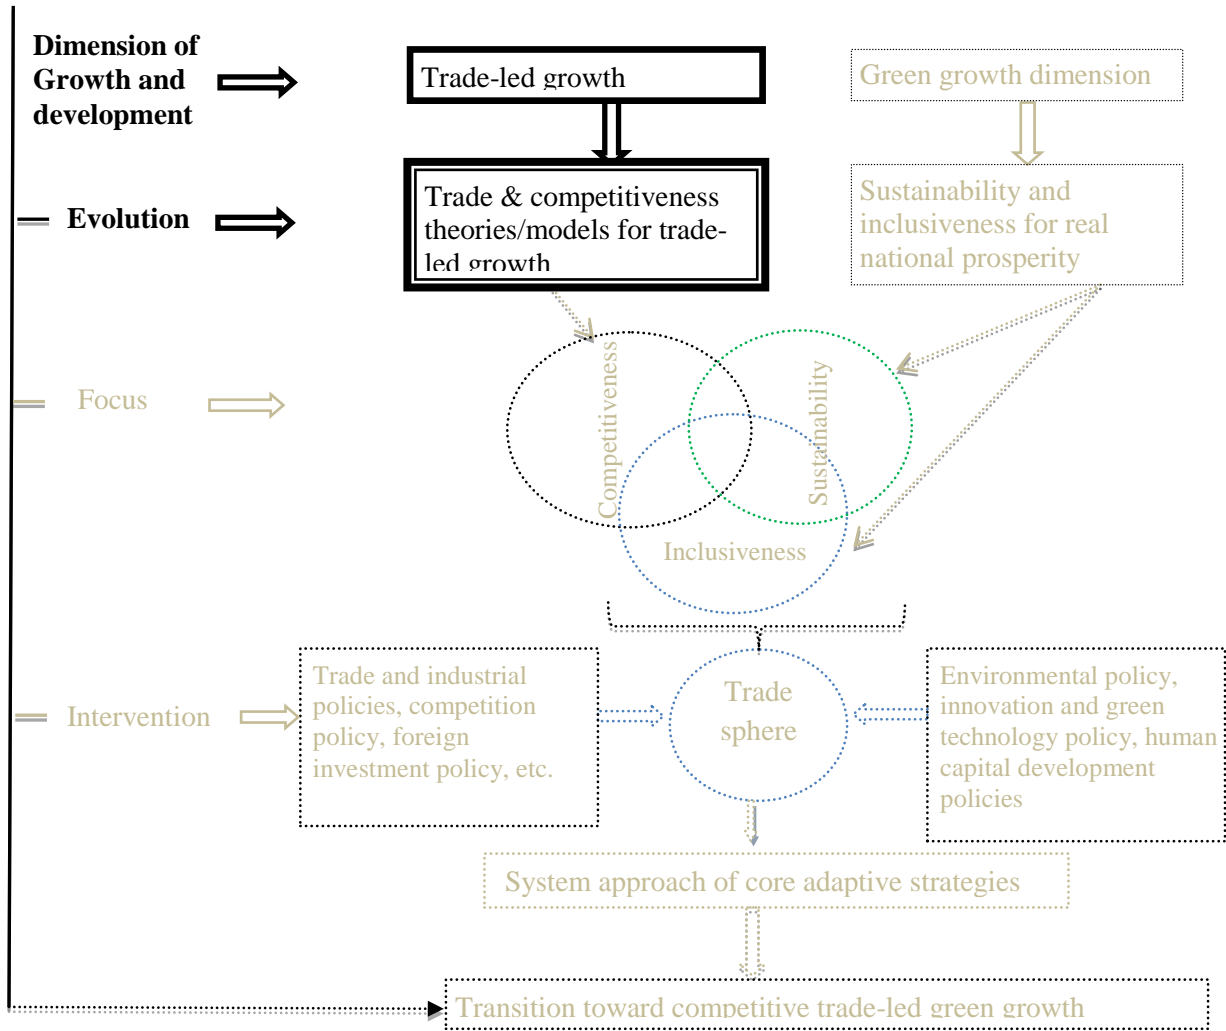 Dimension of
Growth and
development
Trade-led growth
Green growth dimension
Evolution
Trade & competitiveness
theories/models for trade-
led growth
Sustainability and
inclusiveness for real
national prosperity
Focus
Competitiveness
Sustainability
Inclusiveness
Intervention
Trade and industrial
policies, competition
policy, foreign
investment policy, etc.
Trade
sphere
Environmental policy,
innovation and green
technology policy, human
capital development
policies
System approach of core adaptive strategies
Transition toward competitive trade-led green growth